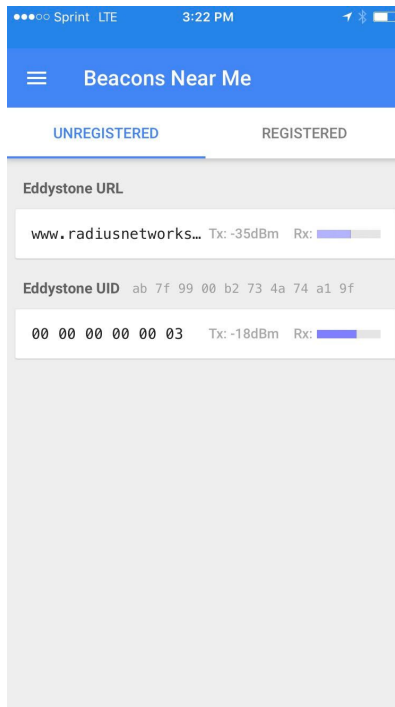 Sprint LTE 3:22 PM
Beacons Near Me
UNREGISTERED REGISTERED
Eddystone URL
www.radiusnetworks… Tx: -35dBm Rx:
Eddystone UID ab 7f 99 00 b2 73 4a 74 a1 9f
00 00 00 00 00 03 Tx: -18dBm Rx: